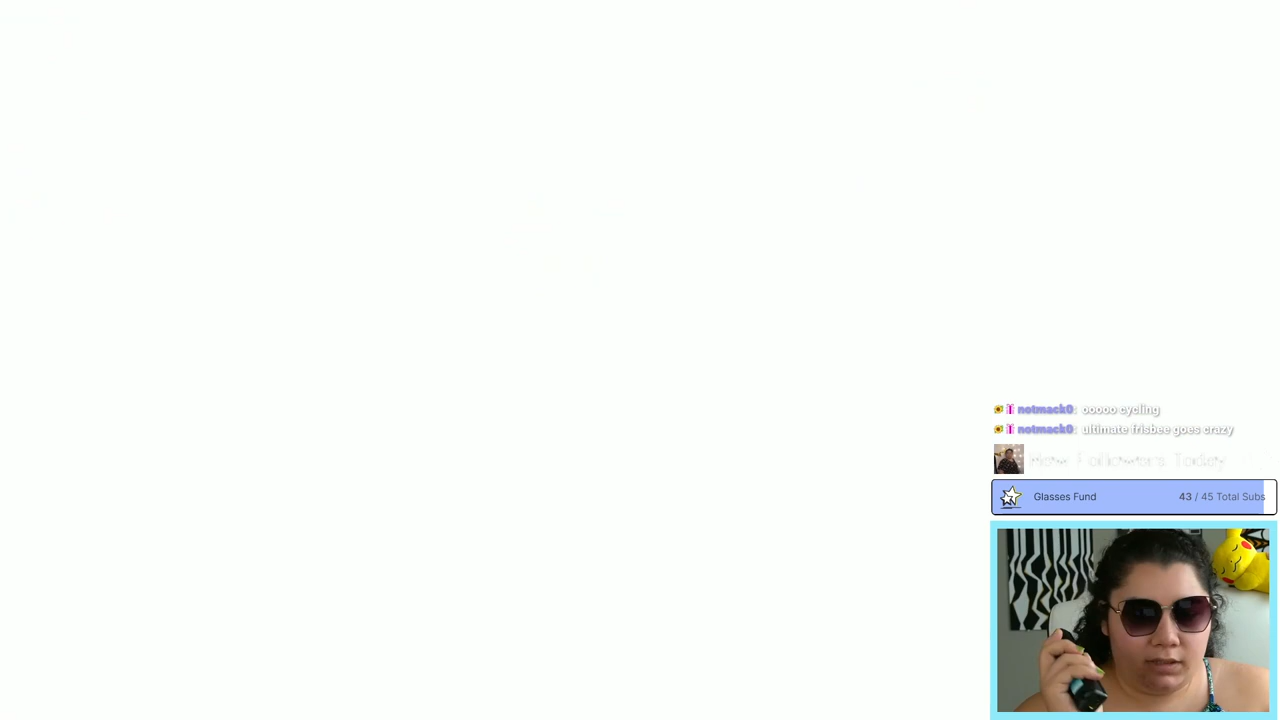 notmack0: ooooo cycling
notmack0: ultimate frisbee goes crazy
New Followers Today
Glasses Fund 43 / 45 Total Subs